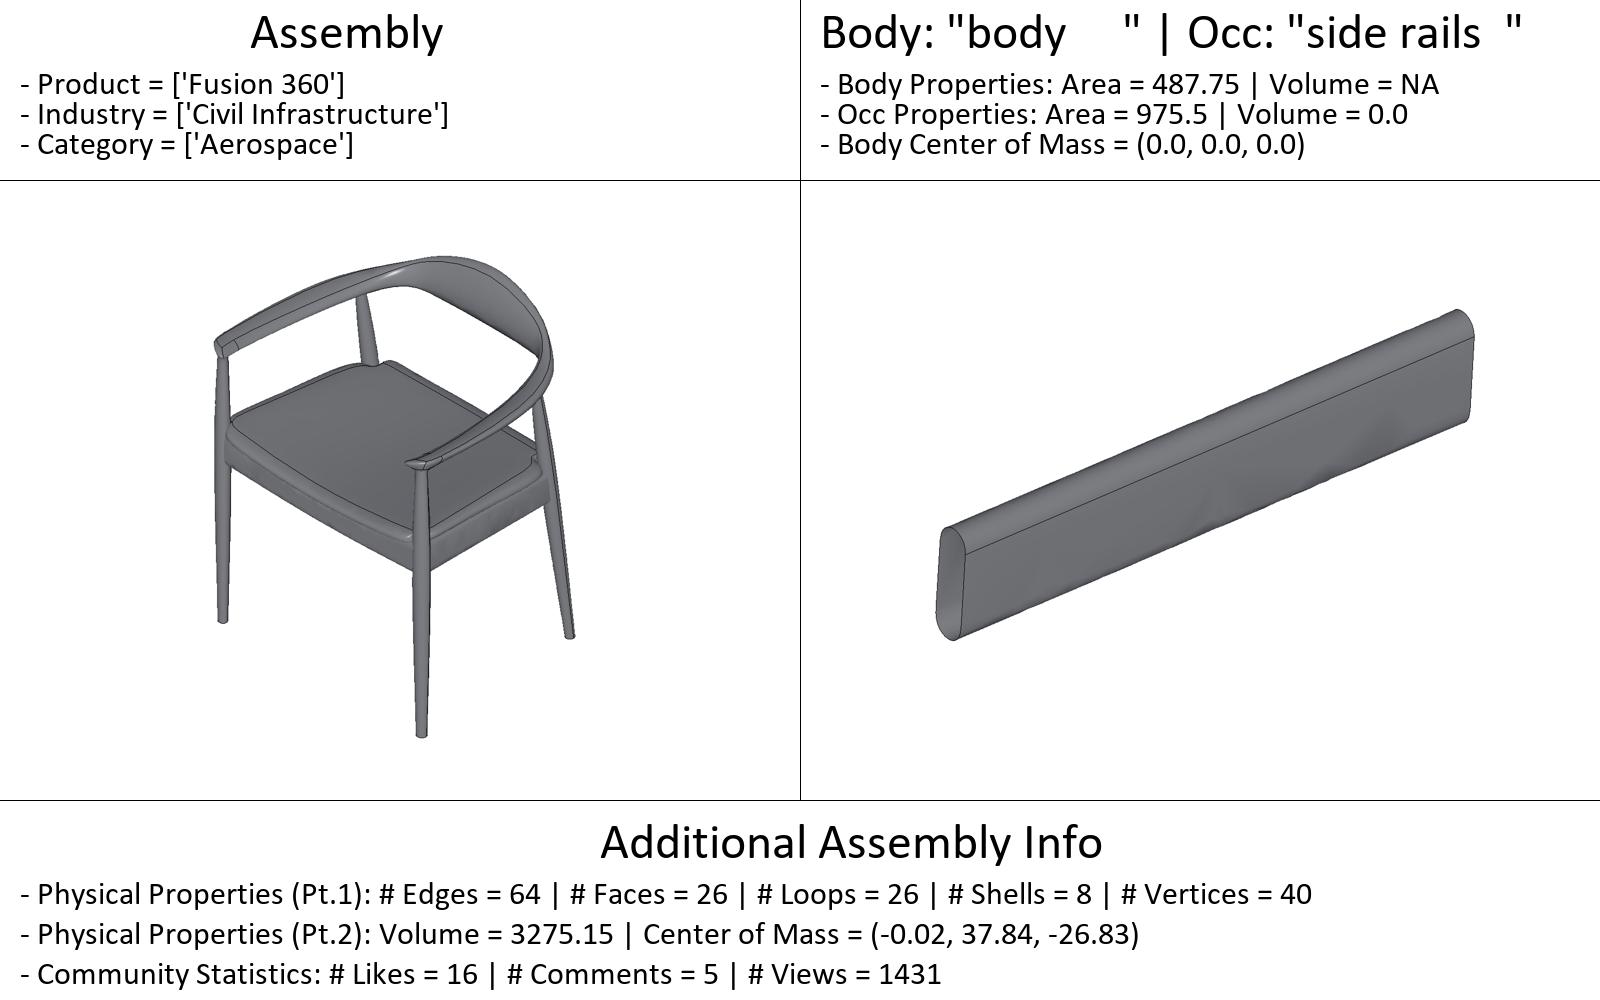 Assembly
- Product = ['Fusion 360']
- Industry = ['Civil Infrastructure']
- Category = ['Aerospace']
Body: "body     " | Occ: "side rails  "
- Body Properties: Area = 487.75 | Volume = NA
- Occ Properties: Area = 975.5 | Volume = 0.0
- Body Center of Mass = (0.0, 0.0, 0.0)
Additional Assembly Info
- Physical Properties (Pt.1): # Edges = 64 | # Faces = 26 | # Loops = 26 | # Shells = 8 | # Vertices = 40
- Physical Properties (Pt.2): Volume = 3275.15 | Center of Mass = (-0.02, 37.84, -26.83)
- Community Statistics: # Likes = 16 | # Comments = 5 | # Views = 1431